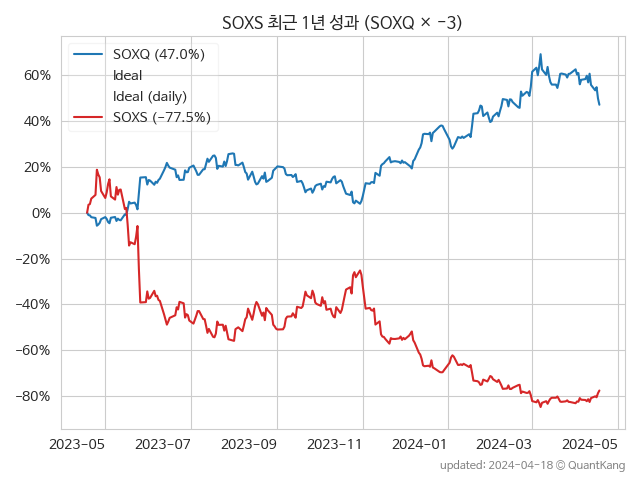 SOXS 최근 1년 성과 (SOXQ × −3)
SOXQ (47.0%)
Ideal
Ideal (daily)
SOXS (−77.5%)
60%
40%
20%
0%
−20%
−40%
−60%
−80%
2023-05 2023-07 2023-09 2023-11 2024-01 2024-03 2024-05
updated: 2024-04-18 © QuantKang